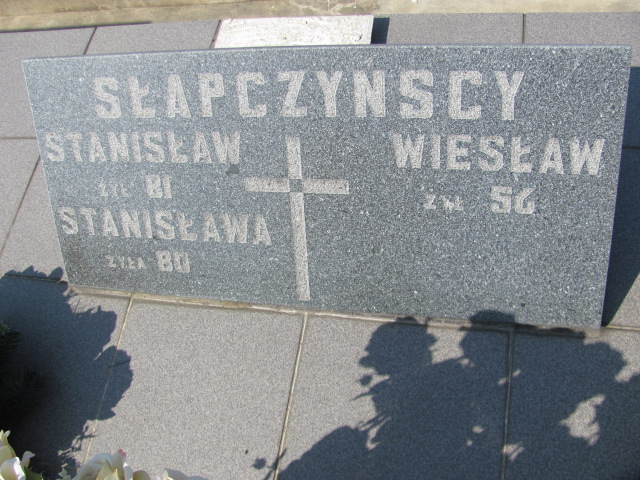 SŁAPCZYNSCY
STANISŁAW
ŻYŁ 81
STANISŁAWA
ŻYŁA 80
WIESŁAW
ŻYŁ 56